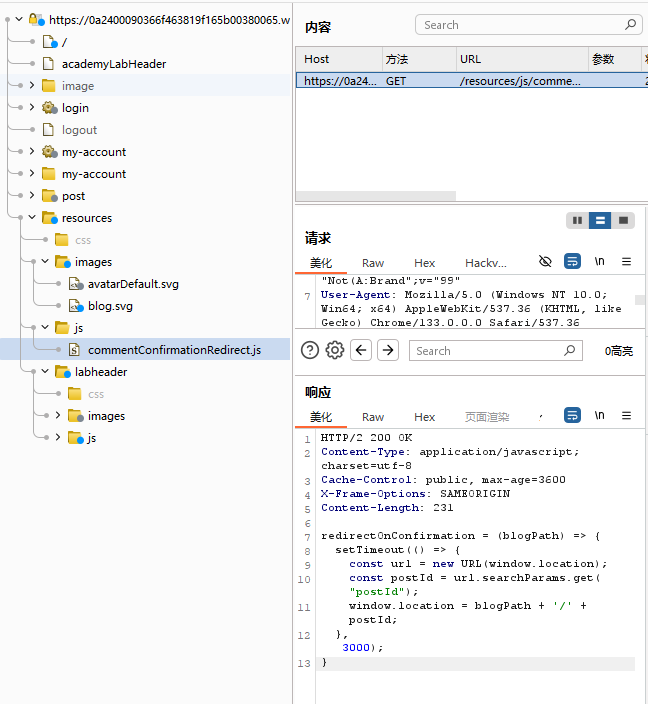 https://0a2400090366f463819f165b00380065.w
/
academyLabHeader
image
login
logout
my-account
my-account
post
resources
css
images
avatarDefault.svg
blog.svg
js
commentConfirmationRedirect.js
labheader
css
images
js
内容
Search
Host 方法 URL 参数
https://0a24... GET /resources/js/comme...
请求
美化 Raw Hex Hackv... \n
"Not(A:Brand";v="99"
7 User-Agent: Mozilla/5.0 (Windows NT 10.0;
Win64; x64) AppleWebKit/537.36 (KHTML, like
Gecko) Chrome/133.0.0.0 Safari/537.36
Search 0高亮
响应
美化 Raw Hex 页面渲染 \n
1 HTTP/2 200 OK
2 Content-Type: application/javascript;
charset=utf-8
3 Cache-Control: public, max-age=3600
4 X-Frame-Options: SAMEORIGIN
5 Content-Length: 231
6
7 redirectOnConfirmation = (blogPath) => {
8 setTimeout(() => {
9 const url = new URL(window.location);
10 const postId = url.searchParams.get(
"postId");
11 window.location = blogPath + '/' +
postId;
12 },
3000);
13 }